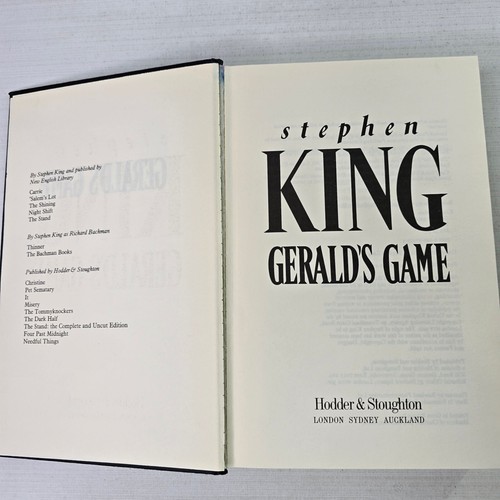 By Stephen King and published by
New English Library
Carrie
'Salem's Lot
The Shining
Night Shift
The Stand
By Stephen King as Richard Bachman
Thinner
The Bachman Books
Published by Hodder & Stoughton
Christine
Pet Sematary
It
Misery
The Tommyknockers
The Dark Half
The Stand: the Complete and Uncut Edition
Four Past Midnight
Needful Things
stephen
KING
GERALD'S GAME
Hodder & Stoughton
LONDON SYDNEY AUCKLAND